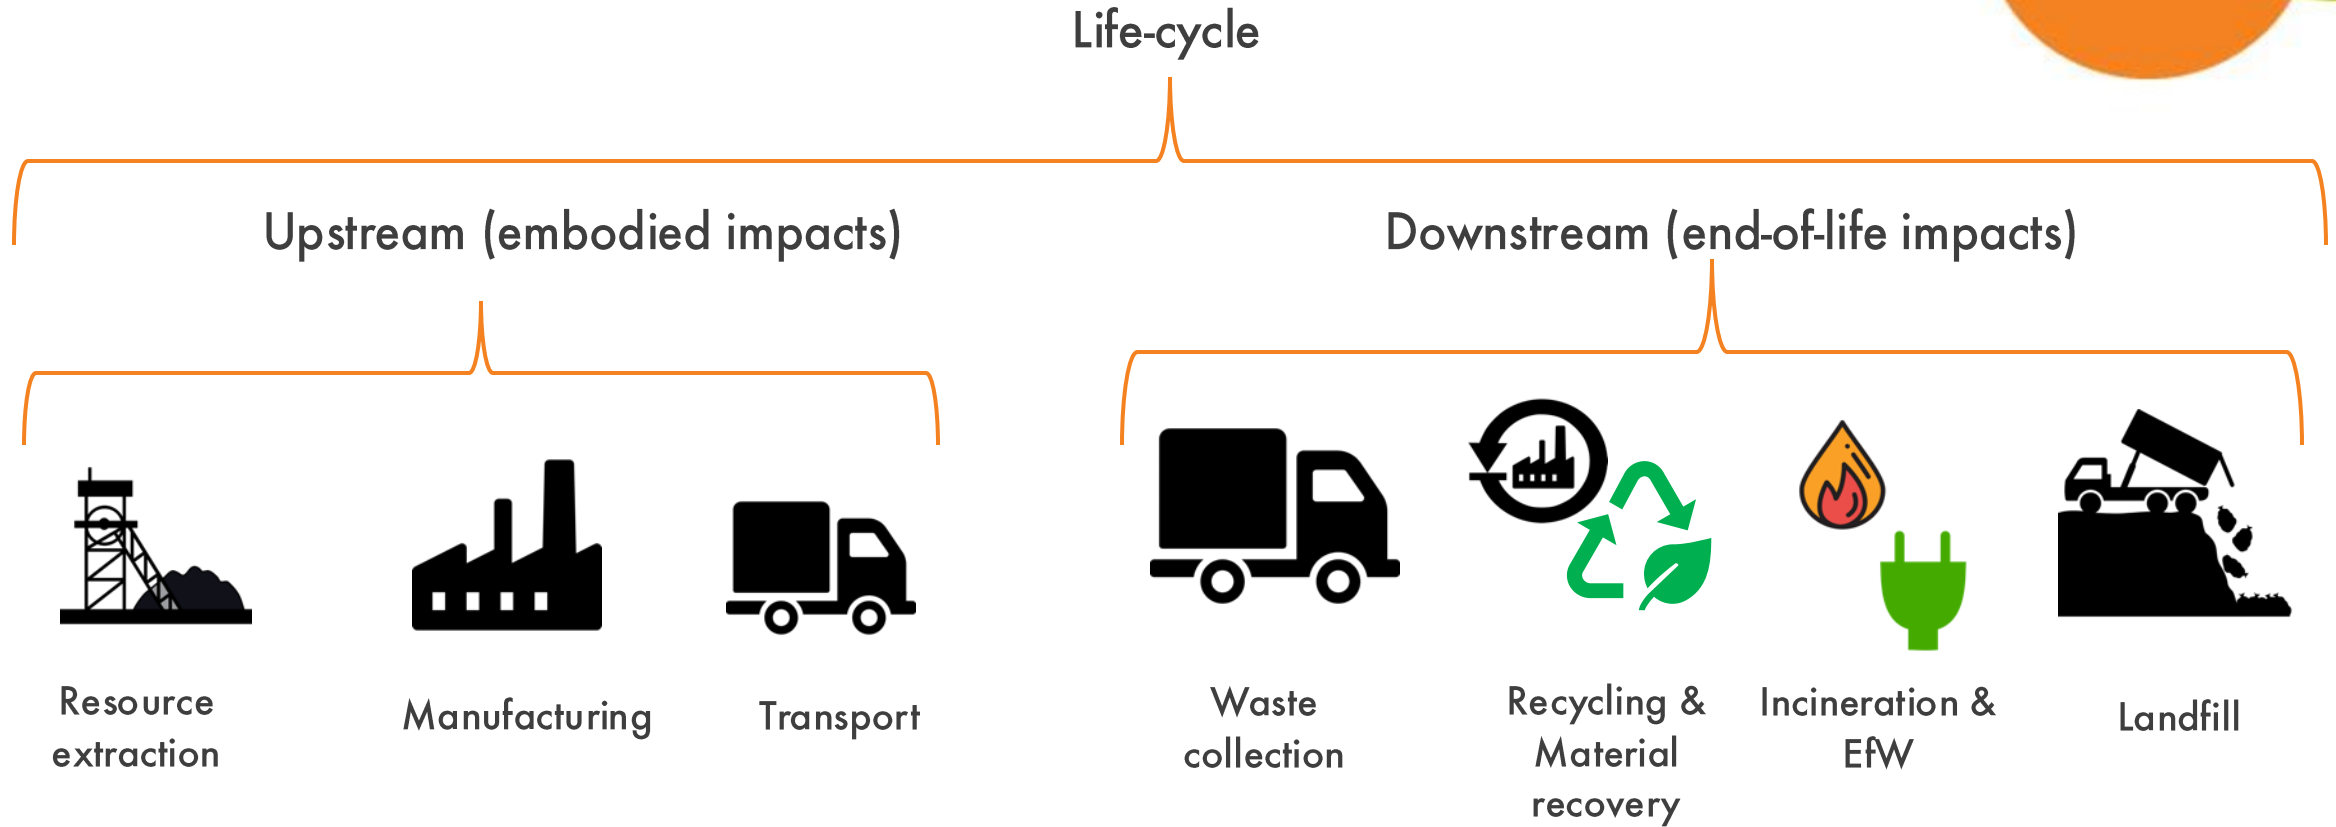 Life-cycle
Upstream (embodied impacts)
Downstream (end-of-life impacts)
Resource
extraction
Manufacturing
Transport
Waste
collection
Recycling &
Material
recovery
Incineration &
EfW
Landfill